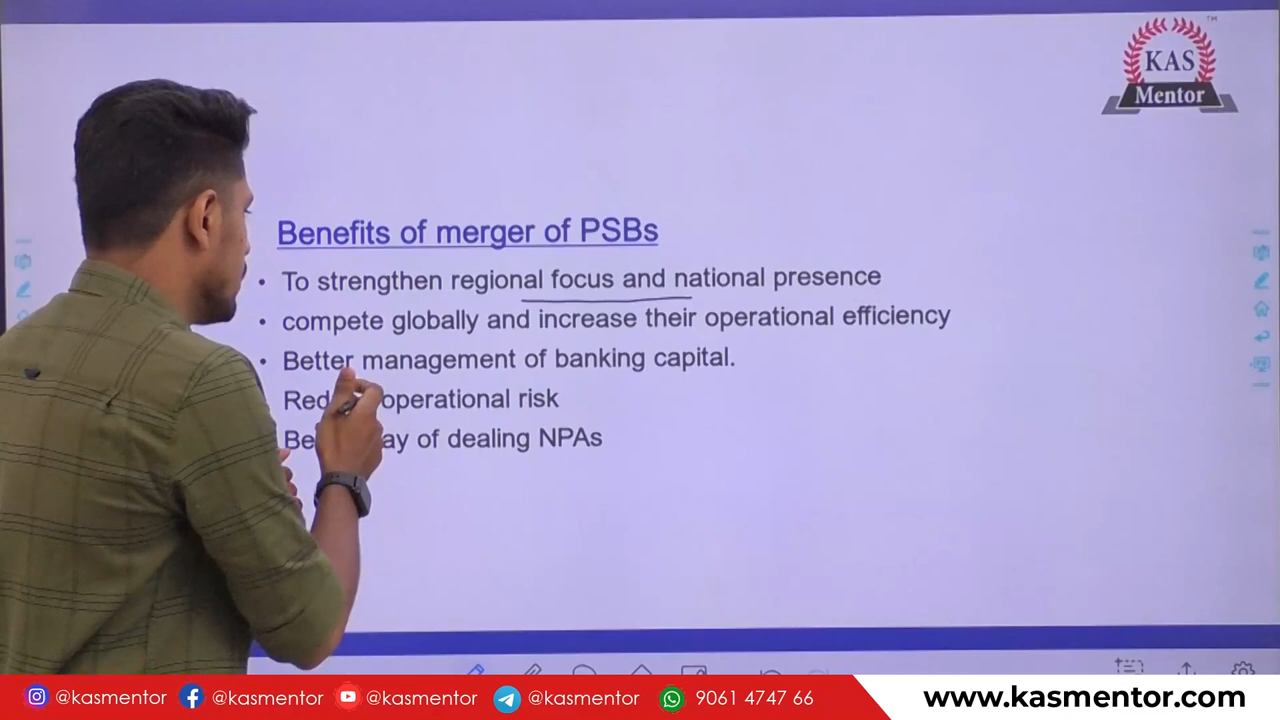 TM
KAS
Mentor
Benefits of merger of PSBs
• To strengthen regional focus and national presence
• compete globally and increase their operational efficiency
• Better management of banking capital.
operational risk
of dealing NPAs
@kasmentor @kasmentor @kasmentor @kasmentor 9061 4747 66 www.kasmentor.com